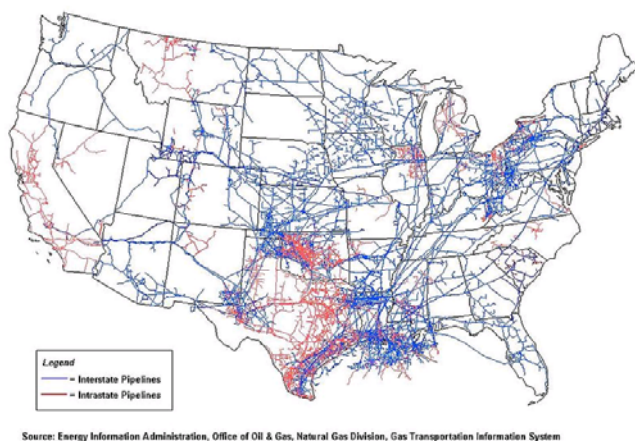 Legend
= Interstate Pipelines
= Intrastate Pipelines
Source: Energy Information Administration, Office of Oil & Gas, Natural Gas Division, Gas Transportation Information System